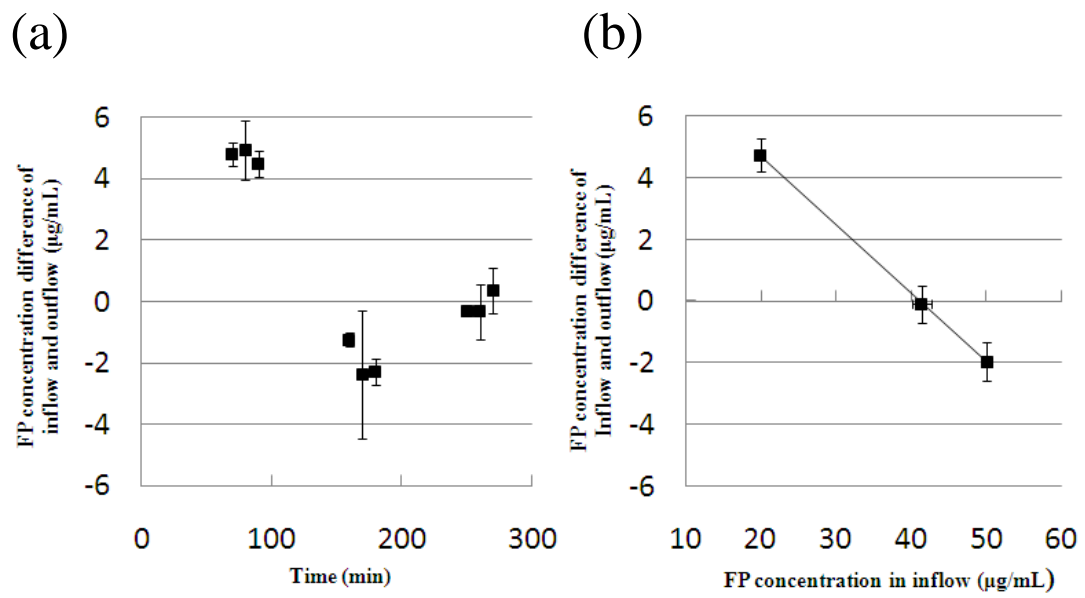 (a)
(b)
FP concentration difference of
inflow and outflow (µg/mL)
6
4
2
0
-2
-4
-6
0 100 200 300
Time (min)
FP concentration difference of
Inflow and outflow (µg/mL)
6
4
2
0
-2
-4
-6
10 20 30 40 50 60
FP concentration in inflow (µg/mL)